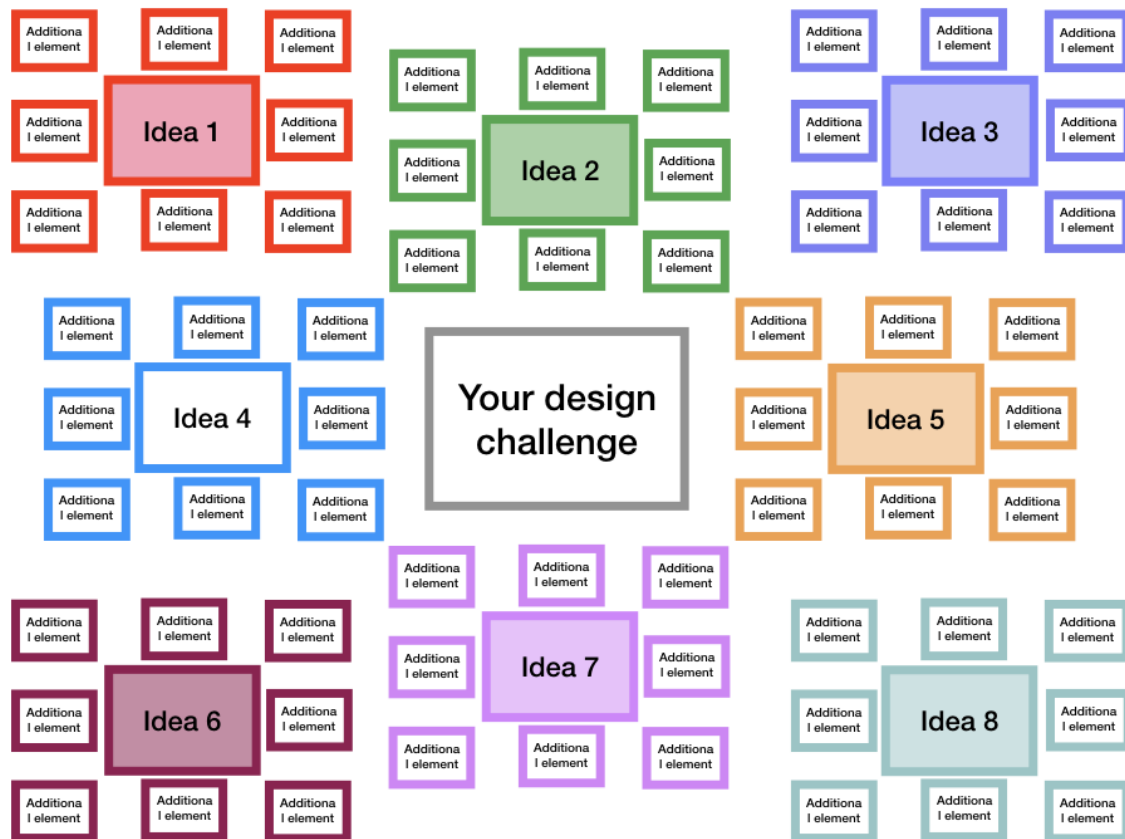 Additiona
l element
Additiona
l element
Additiona
l element
Additiona
l element
Idea 1
Additiona
l element
Additiona
l element
Additiona
l element
Additiona
l element
Additiona
l element
Additiona
l element
Additiona
l element
Additiona
l element
Idea 2
Additiona
l element
Additiona
l element
Additiona
l element
Additiona
l element
Additiona
l element
Additiona
l element
Additiona
l element
Additiona
l element
Idea 3
Additiona
l element
Additiona
l element
Additiona
l element
Additiona
l element
Additiona
l element
Additiona
l element
Additiona
l element
Additiona
l element
Idea 4
Additiona
l element
Additiona
l element
Additiona
l element
Additiona
l element
Your design
challenge
Additiona
l element
Additiona
l element
Additiona
l element
Additiona
l element
Idea 5
Additiona
l element
Additiona
l element
Additiona
l element
Additiona
l element
Additiona
l element
Additiona
l element
Additiona
l element
Additiona
l element
Idea 6
Additiona
l element
Additiona
l element
Additiona
l element
Additiona
l element
Additiona
l element
Additiona
l element
Additiona
l element
Additiona
l element
Idea 7
Additiona
l element
Additiona
l element
Additiona
l element
Additiona
l element
Additiona
l element
Additiona
l element
Additiona
l element
Additiona
l element
Idea 8
Additiona
l element
Additiona
l element
Additiona
l element
Additiona
l element